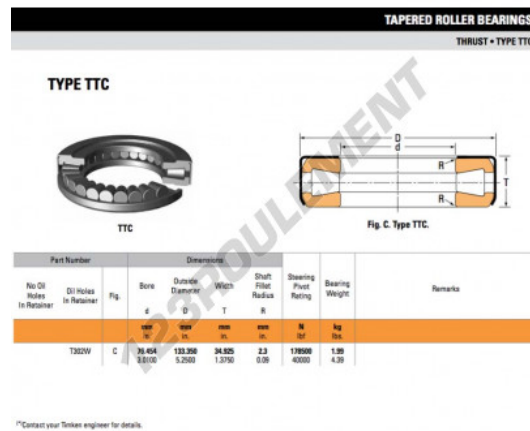 TAPERED ROLLER BEARINGS
THRUST • TYPE TTC
TYPE TTC
D
d
R
T
R
TTC
Fig. C. Type TTC.
Part Number
Dimensions
No Oil Holes In Retainer
Oil Holes In Retainer
Fig.
Bore
Outside Diameter
Width
Shaft Fillet Radius
Steering Pivot Rating
Bearing Weight
Remarks
d
D
T
R
mm mm mm mm N kg
in. in. in. in. lbf lbs.
T302W C 76.454 133.350 34.925 2.3 178500 1.99
3.0100 5.2500 1.3750 0.09 40000 4.39
(*)Contact your Timken engineer for details.
123ROULEMENT